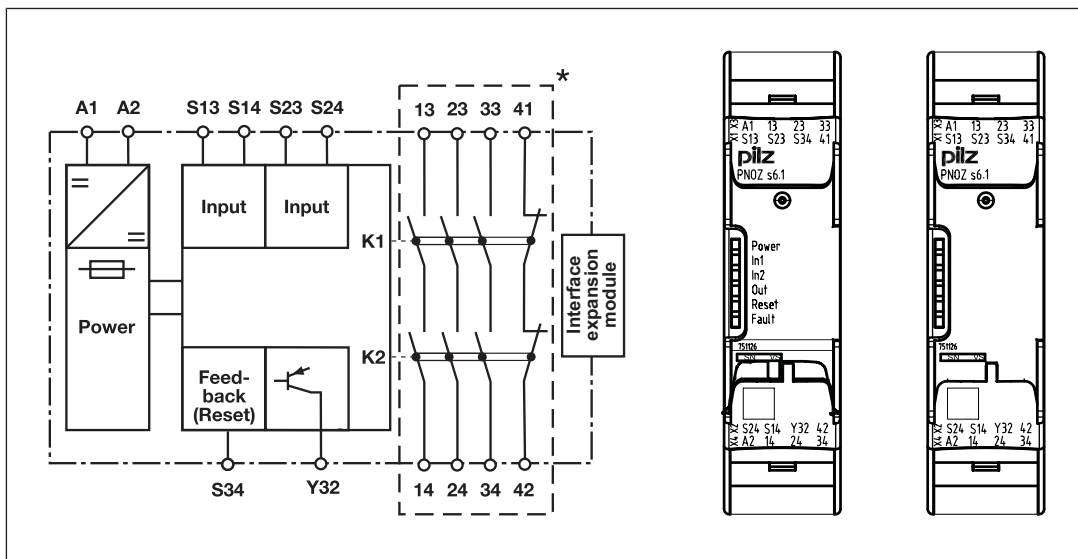 *
A1 A2 S13 S14 S23 S24 13 23 33 41
Input Input
K1
Power
K2
Feed-
back
(Reset)
Interface
expansion
module
S34 Y32 14 24 34 42
X3 A1 13 23 33
X1 S13 S23 S34 41
pilz
PNOZ s6.1
Power
In1
In2
Out
Reset
Fault
751126
SN VS
X2 S24 S14 Y32 42
X4 A2 14 24 34
X3 A1 13 23 33
X1 S13 S23 S34 41
pilz
PNOZ s6.1
751126
SN VS
X2 S24 S14 Y32 42
X4 A2 14 24 34